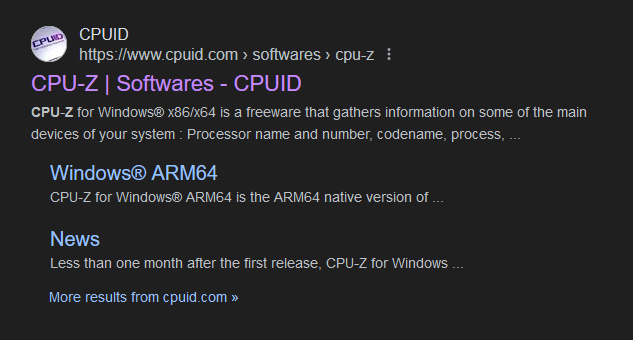 CPUID
CPUID
https://www.cpuid.com › softwares › cpu-z
CPU-Z | Softwares - CPUID
CPU-Z for Windows® x86/x64 is a freeware that gathers information on some of the main
devices of your system : Processor name and number, codename, process, ...
Windows® ARM64
CPU-Z for Windows® ARM64 is the ARM64 native version of ...
News
Less than one month after the first release, CPU-Z for Windows ...
More results from cpuid.com »